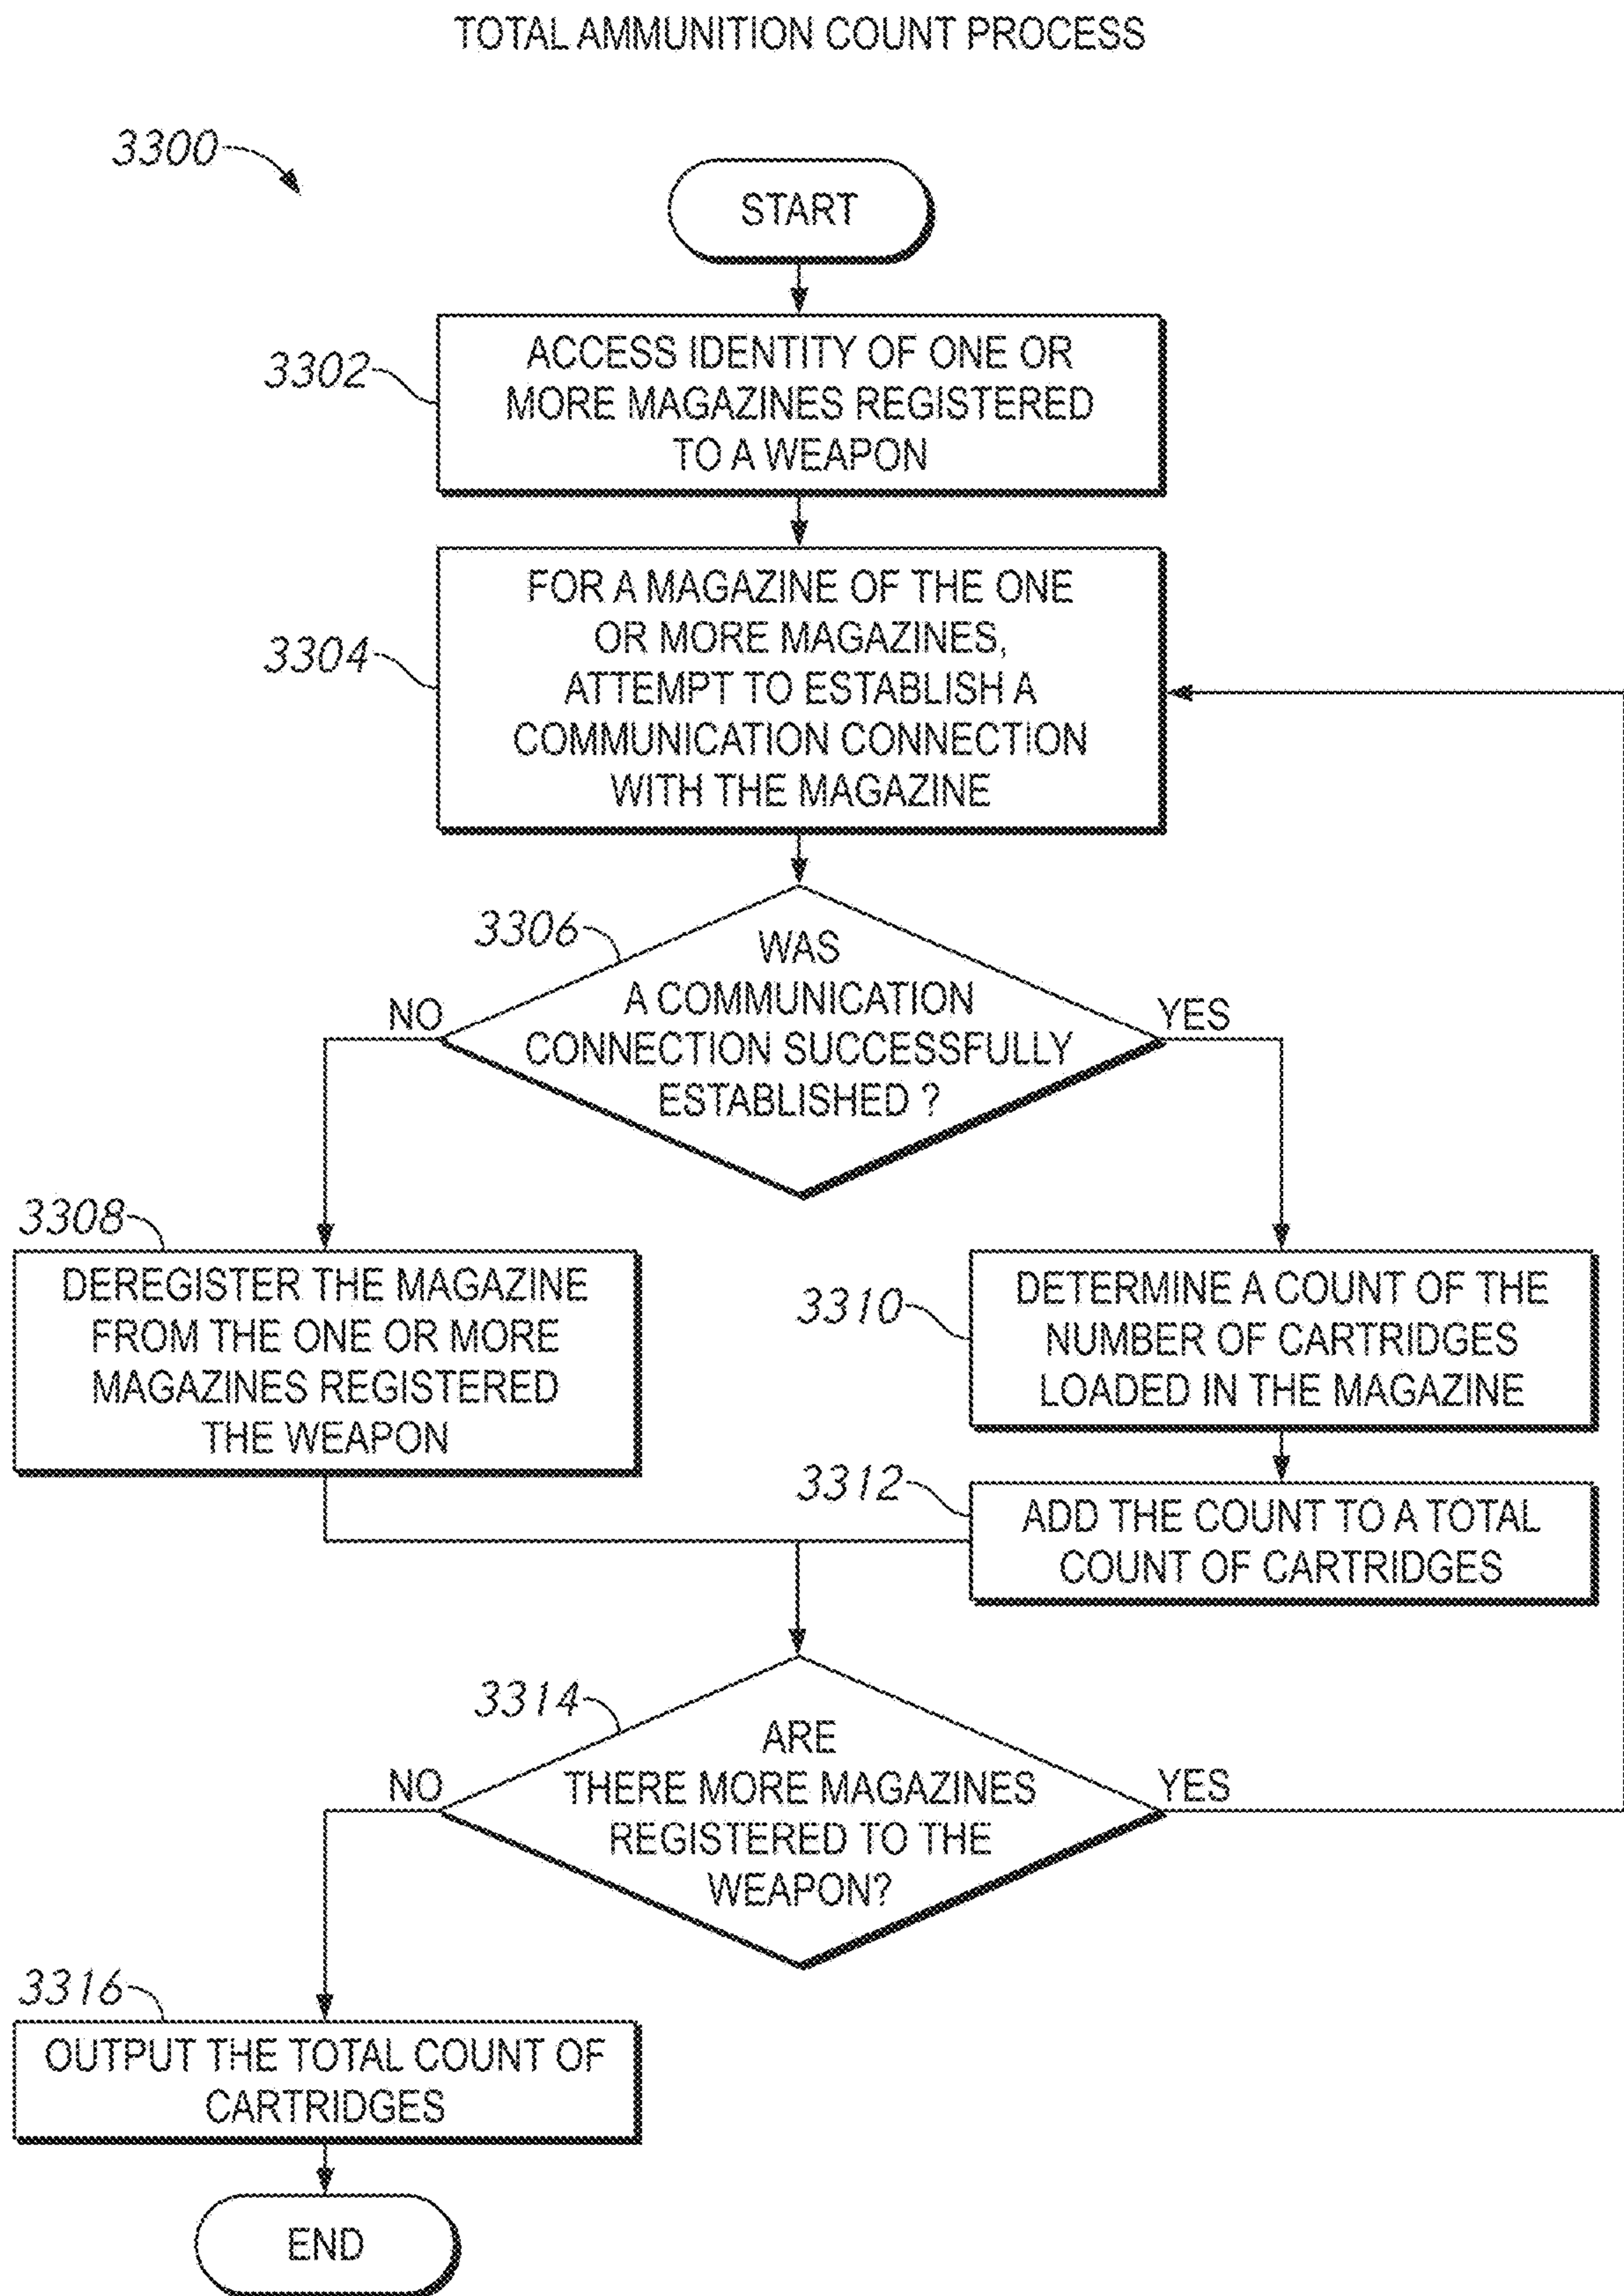 TOTAL AMMUNITION COUNT PROCESS
3300
START
3302
ACCESS IDENTITY OF ONE OR
MORE MAGAZINES REGISTERED
TO A WEAPON
3304
FOR A MAGAZINE OF THE ONE
OR MORE MAGAZINES,
ATTEMPT TO ESTABLISH A
COMMUNICATION CONNECTION
WITH THE MAGAZINE
3306
WAS
A COMMUNICATION
CONNECTION SUCCESSFULLY
ESTABLISHED ?
NO
YES
3308
DEREGISTER THE MAGAZINE
FROM THE ONE OR MORE
MAGAZINES REGISTERED
THE WEAPON
3310
DETERMINE A COUNT OF THE
NUMBER OF CARTRIDGES
LOADED IN THE MAGAZINE
3312
ADD THE COUNT TO A TOTAL
COUNT OF CARTRIDGES
3314
ARE
THERE MORE MAGAZINES
REGISTERED TO THE
WEAPON?
NO
YES
3316
OUTPUT THE TOTAL COUNT OF
CARTRIDGES
END